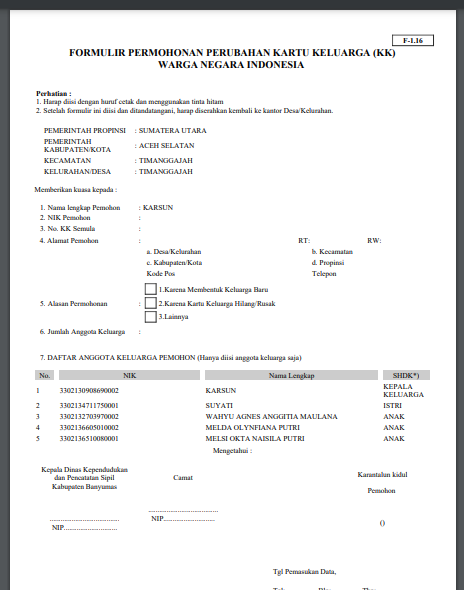 F-1.16
FORMULIR PERMOHONAN PERUBAHAN KARTU KELUARGA (KK)
WARGA NEGARA INDONESIA
Perhatian :
1. Harap diisi dengan huruf cetak dan menggunakan tinta hitam
2. Setelah formulir ini diisi dan ditandatangani, harap diserahkan kembali ke kantor Desa/Kelurahan.
PEMERINTAH PROPINSI : SUMATERA UTARA
PEMERINTAH
KABUPATEN/KOTA : ACEH SELATAN
KECAMATAN : TIMANGGAJAH
KELURAHAN/DESA : TIMANGGAJAH
Memberikan kuasa kepada :
1. Nama lengkap Pemohon : KARSUN
2. NIK Pemohon :
3. No. KK Semula :
4. Alamat Pemohon : RT: RW:
a. Desa/Kelurahan b. Kecamatan
c. Kabupaten/Kota d. Propinsi
Kode Pos Telepon
1.Karena Membentuk Keluarga Baru
5. Alasan Permohonan : 2.Karena Kartu Keluarga Hilang/Rusak
3.Lainnya
6. Jumlah Anggota Keluarga :
7. DAFTAR ANGGOTA KELUARGA PEMOHON (Hanya diisi anggota keluarga saja)
No. NIK Nama Lengkap SHDK*)
1 3302130908690002 KARSUN KEPALA KELUARGA
2 3302134711750001 SUYATI ISTRI
3 3302132703970002 WAHYU AGNES ANGGITIA MAULANA ANAK
4 3302136605010002 MELDA OLYNFIANA PUTRI ANAK
5 3302136510080001 MELSI OKTA NAISILA PUTRI ANAK
Mengetahui :
Kepala Dinas Kependudukan
dan Pencatatan Sipil
Kabupaten Banyumas
Camat
Karantalun kidul
Pemohon
NIP............................
NIP............................
()
Tgl Pemasukan Data,